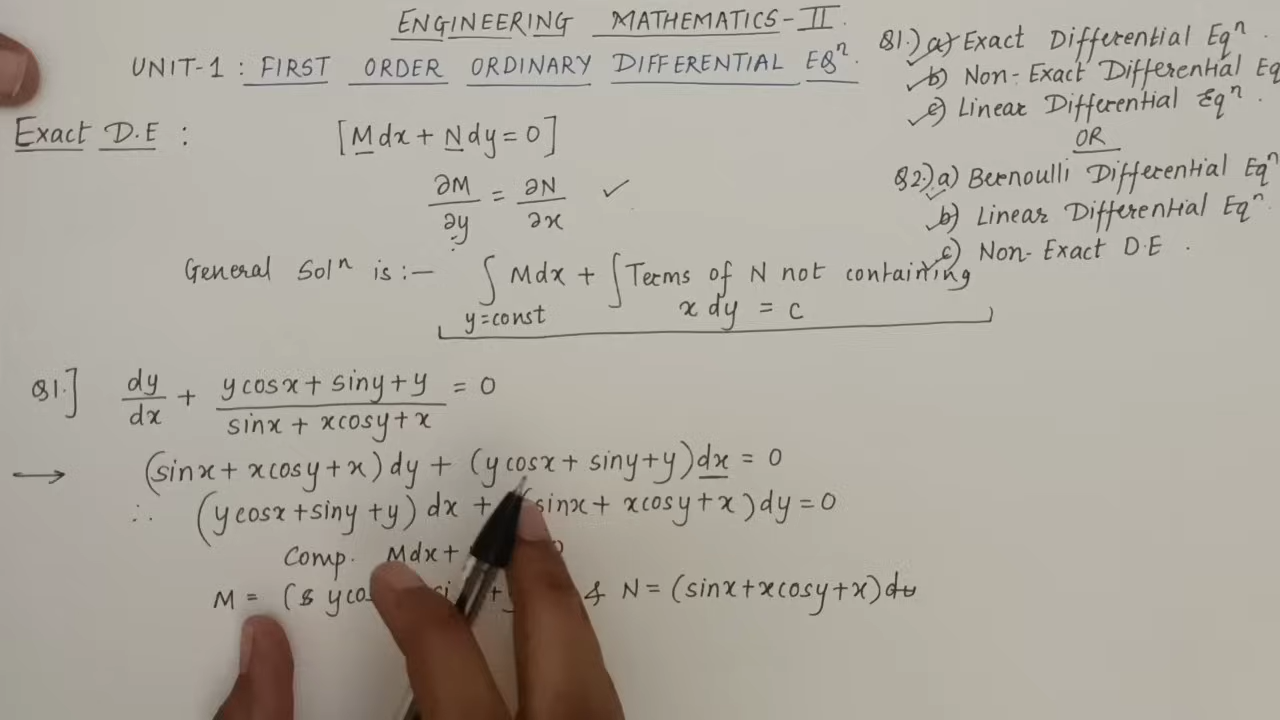 ENGINEERING MATHEMATICS-II.
UNIT-1 : FIRST ORDER ORDINARY DIFFERENTIAL EQⁿ.
Q1.) a) Exact Differential Eqⁿ.
b) Non-Exact Differential Eq
c) Linear Differential Eqⁿ.
OR
Q2.) a) Bernoulli Differential Eqⁿ
b) Linear Differential Eqⁿ.
c) Non-Exact D.E.
Exact D.E :
[Mdx + Ndy = 0]
∂M/∂y = ∂N/∂x ✓
General Solⁿ is :— ∫ Mdx + ∫ Terms of N not containing
y=const x dy = c
Q1.] dy/dx + (ycosx + siny + y)/(sinx + xcosy + x) = 0
→ (sinx + xcosy + x) dy + (ycosx + siny + y) dx = 0
∴ (ycosx + siny + y) dx + (sinx + xcosy + x) dy = 0
Comp. Mdx +
M = ( & N = (sinx + xcosy + x)